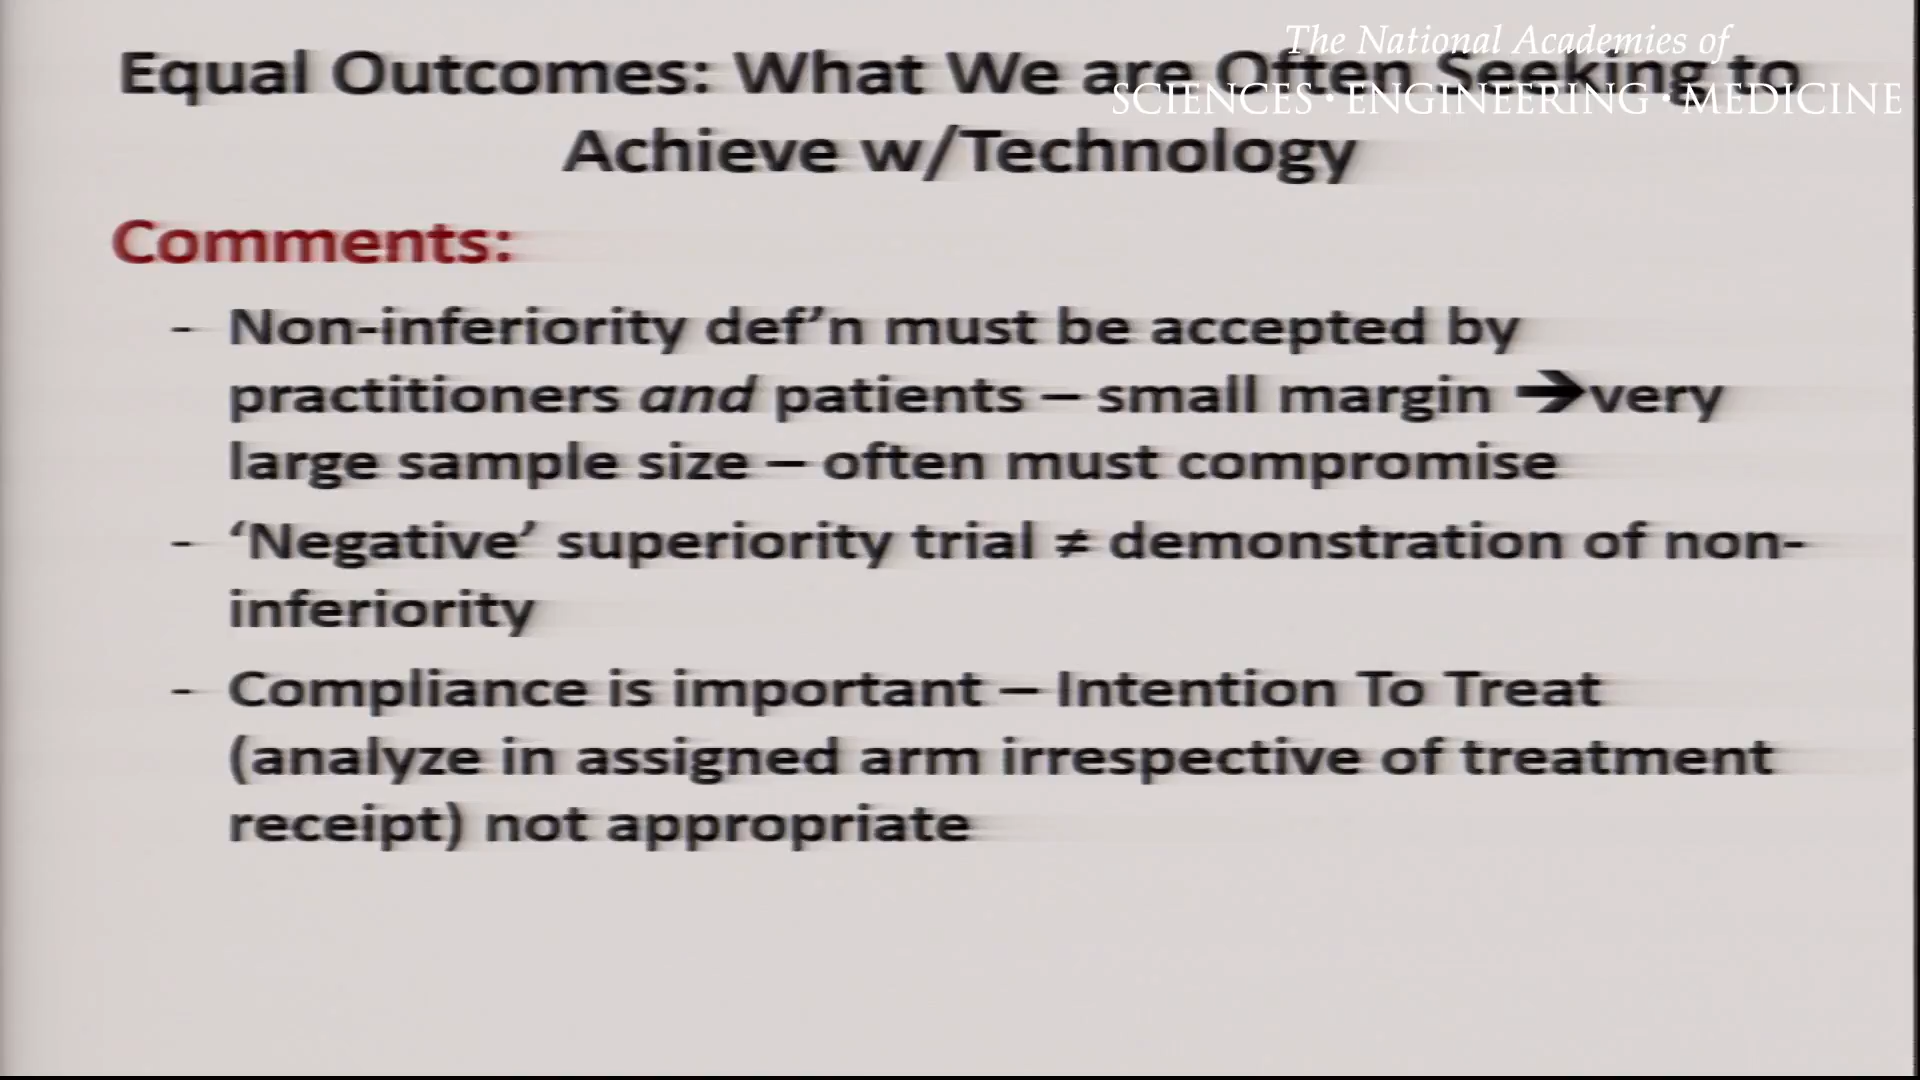 The National Academies of
SCIENCES · ENGINEERING · MEDICINE
Equal Outcomes: What We are Often Seeking to
Achieve w/Technology
Comments:
- Non-inferiority def’n must be accepted by
practitioners and patients – small margin ➔very
large sample size – often must compromise
- ‘Negative’ superiority trial ≠ demonstration of non-
inferiority
- Compliance is important – Intention To Treat
(analyze in assigned arm irrespective of treatment
receipt) not appropriate